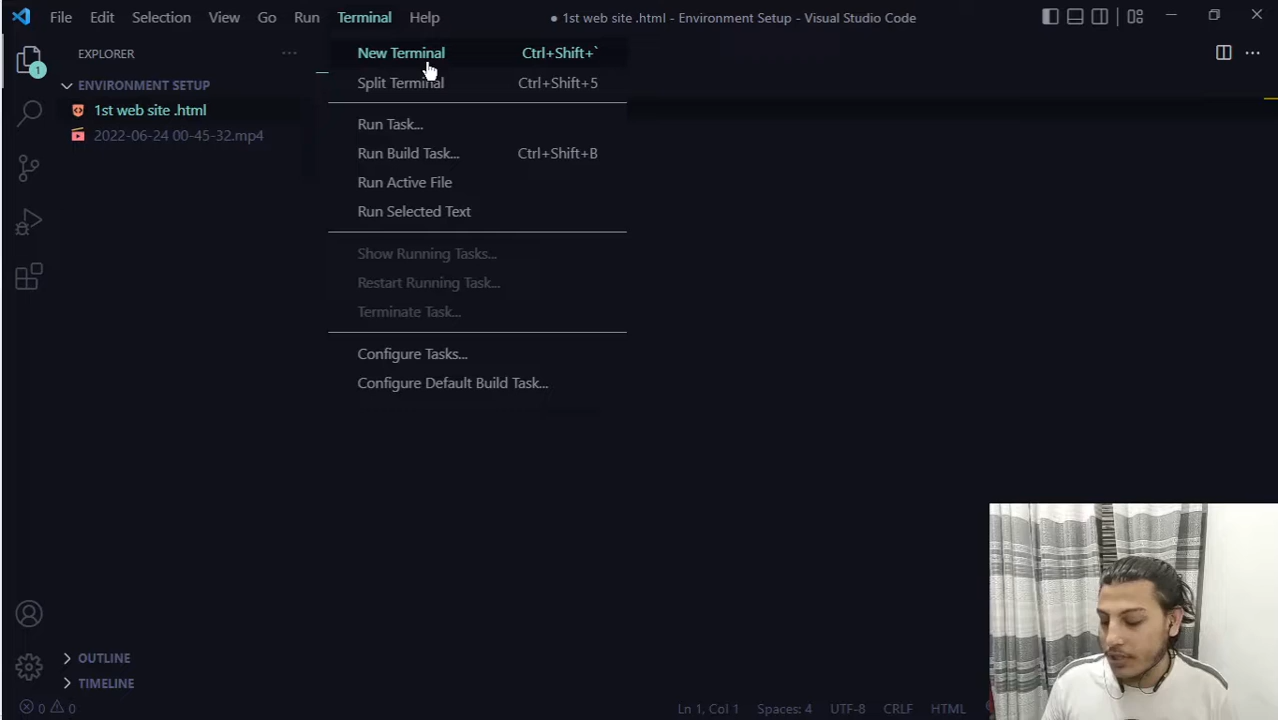 File Edit Selection View Go Run Terminal Help
● 1st web site .html - Environment Setup - Visual Studio Code
EXPLORER
1
ENVIRONMENT SETUP
1st web site .html
2022-06-24 00-45-32.mp4
New Terminal Ctrl+Shift+`
Split Terminal Ctrl+Shift+5
Run Task...
Run Build Task... Ctrl+Shift+B
Run Active File
Run Selected Text
Show Running Tasks...
Restart Running Task...
Terminate Task...
Configure Tasks...
Configure Default Build Task...
OUTLINE
TIMELINE
0 0
Ln 1, Col 1 Spaces: 4 UTF-8 CRLF HTML